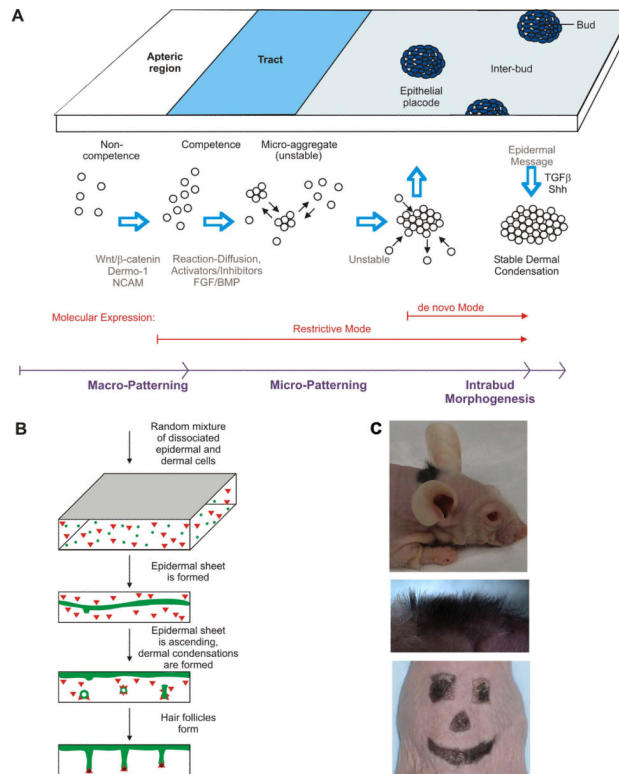 A
Apteric
region
Tract
Bud
Inter-bud
Epithelial
placode
Non-
competence
Competence
Micro-aggregate
(unstable)
Epidermal
Message
TGFβ
Shh
Wnt/β-catenin
Dermo-1
NCAM
Reaction-Diffusion,
Activators/Inhibitors
FGF/BMP
Unstable
Stable Dermal
Condensation
de novo Mode
Molecular Expression:
Restrictive Mode
Macro-Patterning
Micro-Patterning
Intrabud
Morphogenesis
B
Random mixture
of dissociated
epidermal and
dermal cells
Epidermal sheet
is formed
Epidermal sheet
is ascending,
dermal condensations
are formed
Hair follicles
form
C